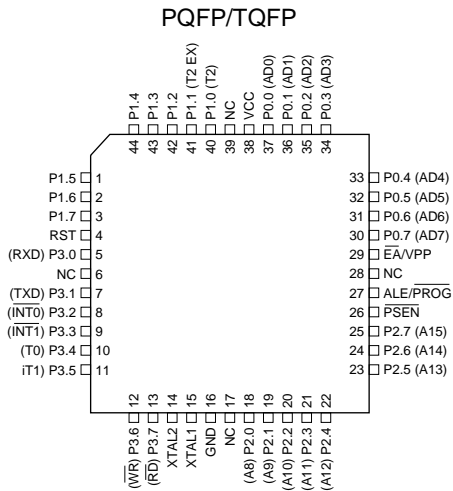 PQFP/TQFP
P1.4
P1.3
P1.2
P1.1 (T2 EX)
P1.0 (T2)
NC
VCC
P0.0 (AD0)
P0.1 (AD1)
P0.2 (AD2)
P0.3 (AD3)
44
43
42
41
40
39
38
37
36
35
34
P1.5 1
P1.6 2
P1.7 3
RST 4
(RXD) P3.0 5
NC 6
(TXD) P3.1 7
(INT0) P3.2 8
(INT1) P3.3 9
(T0) P3.4 10
iT1) P3.5 11
33 P0.4 (AD4)
32 P0.5 (AD5)
31 P0.6 (AD6)
30 P0.7 (AD7)
29 EA/VPP
28 NC
27 ALE/PROG
26 PSEN
25 P2.7 (A15)
24 P2.6 (A14)
23 P2.5 (A13)
12
13
14
15
16
17
18
19
20
21
22
(WR) P3.6
(RD) P3.7
XTAL2
XTAL1
GND
NC
(A8) P2.0
(A9) P2.1
(A10) P2.2
(A11) P2.3
(A12) P2.4